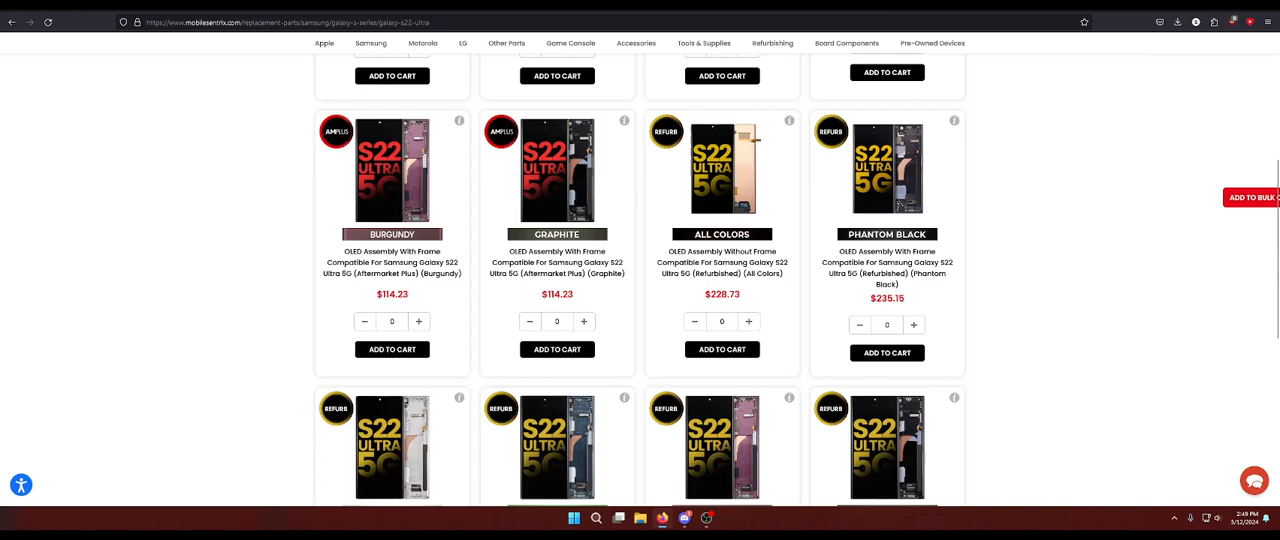 https://www.mobilesentrix.com/replacement-parts/samsung/galaxy-s-series/galaxy-s22-ultra
Apple Samsung Motorola LG Other Parts Game Console Accessories Tools & Supplies Refurbishing Board Components Pre-Owned Devices
ADD TO CART ADD TO CART ADD TO CART ADD TO CART
AMPLUS AMPLUS REFURB REFURB
S22 ULTRA 5G S22 ULTRA 5G S22 ULTRA 5G S22 ULTRA 5G
ADD TO BULK
BURGUNDY GRAPHITE ALL COLORS PHANTOM BLACK
OLED Assembly With Frame
Compatible For Samsung Galaxy S22
Ultra 5G (Aftermarket Plus) (Burgundy)
$114.23
0
ADD TO CART
OLED Assembly With Frame
Compatible For Samsung Galaxy S22
Ultra 5G (Aftermarket Plus) (Graphite)
$114.23
0
ADD TO CART
OLED Assembly Without Frame
Compatible For Samsung Galaxy S22
Ultra 5G (Refurbished) (All Colors)
$228.73
0
ADD TO CART
OLED Assembly With Frame
Compatible For Samsung Galaxy S22
Ultra 5G (Refurbished) (Phantom
Black)
$235.15
0
ADD TO CART
REFURB REFURB REFURB REFURB
S22 ULTRA 5G S22 ULTRA 5G S22 ULTRA 5G S22 ULTRA 5G
2:49 PM
3/12/2024